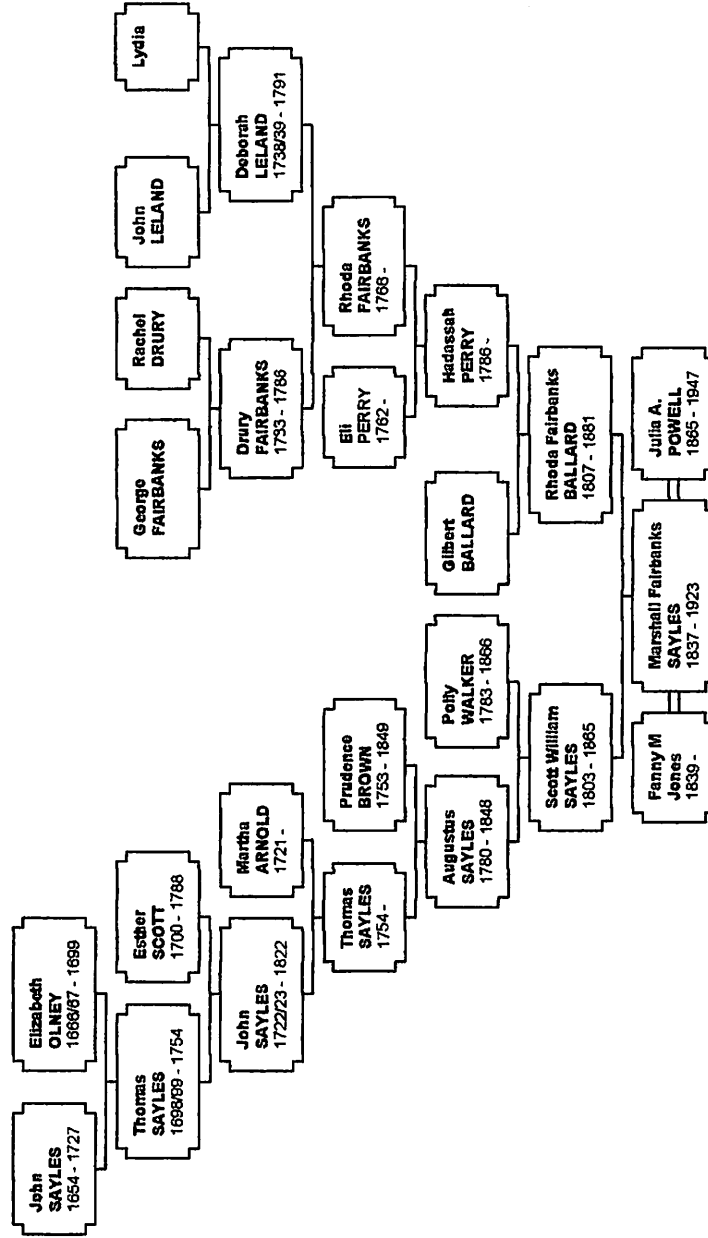 John
SAYLES
1654 - 1727
Elizabeth
OLNEY
1666/67 - 1699
Thomas
SAYLES
1698/99 - 1754
Esther
SCOTT
1700 - 1788
George
FAIRBANKS
Rachel
DRURY
John
LELAND
Lydia
John
SAYLES
1722/23 - 1822
Martha
ARNOLD
1721 -
Drury
FAIRBANKS
1733 - 1786
Deborah
LELAND
1738/39 - 1791
Thomas
SAYLES
1754 -
Prudence
BROWN
1753 - 1849
Eli
PERRY
1762 -
Rhoda
FAIRBANKS
1768 -
Augustus
SAYLES
1780 - 1848
Polly
WALKER
1783 - 1866
Gilbert
BALLARD
Hadassah
PERRY
1786 -
Scott William
SAYLES
1803 - 1865
Rhoda Fairbanks
BALLARD
1807 - 1881
Fanny M
Jones
1839 -
Marshall Fairbanks
SAYLES
1837 - 1923
Julia A.
POWELL
1865 - 1947